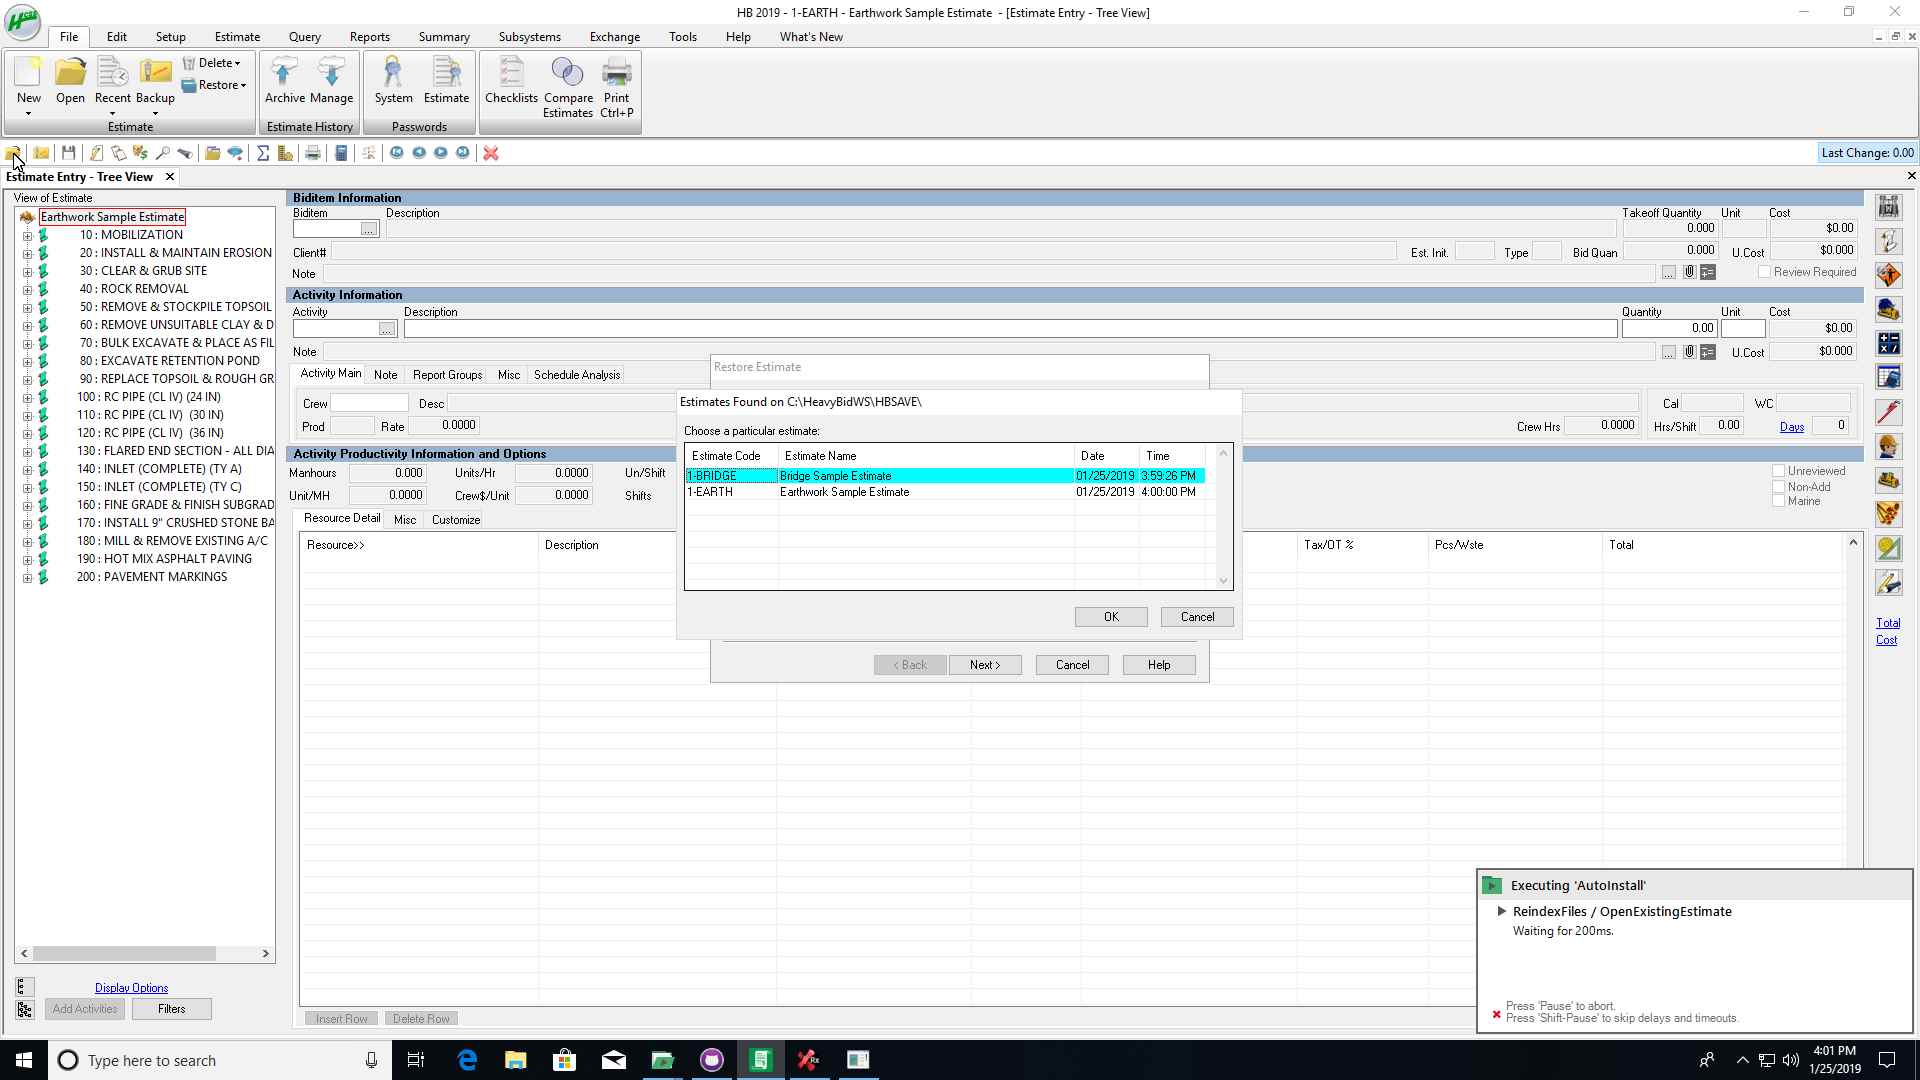 HB 2019 - 1-EARTH - Earthwork Sample Estimate - [Estimate Entry - Tree View]
File Edit Setup Estimate Query Reports Summary Subsystems Exchange Tools Help What's New
New Open Recent Backup Delete Restore Archive Manage System Estimate Checklists Compare Estimates Print Ctrl+P
Estimate Estimate History Passwords
Last Change: 0.00
Estimate Entry - Tree View
View of Estimate
Earthwork Sample Estimate
10 : MOBILIZATION
20 : INSTALL & MAINTAIN EROSION
30 : CLEAR & GRUB SITE
40 : ROCK REMOVAL
50 : REMOVE & STOCKPILE TOPSOIL
60 : REMOVE UNSUITABLE CLAY & D
70 : BULK EXCAVATE & PLACE AS FIL
80 : EXCAVATE RETENTION POND
90 : REPLACE TOPSOIL & ROUGH GR
100 : RC PIPE (CL IV) (24 IN)
110 : RC PIPE (CL IV) (30 IN)
120 : RC PIPE (CL IV) (36 IN)
130 : FLARED END SECTION - ALL DIA
140 : INLET (COMPLETE) (TY A)
150 : INLET (COMPLETE) (TY C)
160 : FINE GRADE & FINISH SUBGRAD
170 : INSTALL 9" CRUSHED STONE BA
180 : MILL & REMOVE EXISTING A/C
190 : HOT MIX ASPHALT PAVING
200 : PAVEMENT MARKINGS
Display Options
Add Activities Filters
Biditem Information
Biditem Description Takeoff Quantity Unit Cost
... 0.000 $0.00
Client# Est. Init. Type Bid Quan 0.000 U.Cost $0.000
Note ... Review Required
Activity Information
Activity Description Quantity Unit Cost
... 0.00 $0.00
Note ... U.Cost $0.000
Activity Main Note Report Groups Misc Schedule Analysis
Crew Desc Cal WC
Prod Rate 0.0000 Crew Hrs 0.0000 Hrs/Shift 0.00 Days 0
Activity Productivity Information and Options
Manhours 0.000 Units/Hr 0.0000 Un/Shift Unreviewed
Unit/MH 0.0000 Crew$/Unit 0.0000 Shifts Non-Add
Marine
Resource Detail Misc Customize
Resource>> Description Tax/OT % Pcs/Wste Total
Insert Row Delete Row
Total
Cost
Restore Estimate
Estimates Found on C:\HeavyBidWS\HBSAVE\
Choose a particular estimate:
Estimate Code Estimate Name Date Time
1-BRIDGE Bridge Sample Estimate 01/25/2019 3:59:26 PM
1-EARTH Earthwork Sample Estimate 01/25/2019 4:00:00 PM
OK Cancel
< Back Next > Cancel Help
Executing 'AutoInstall'
ReindexFiles / OpenExistingEstimate
Waiting for 200ms.
Press 'Pause' to abort.
Press 'Shift-Pause' to skip delays and timeouts.
Type here to search
4:01 PM
1/25/2019